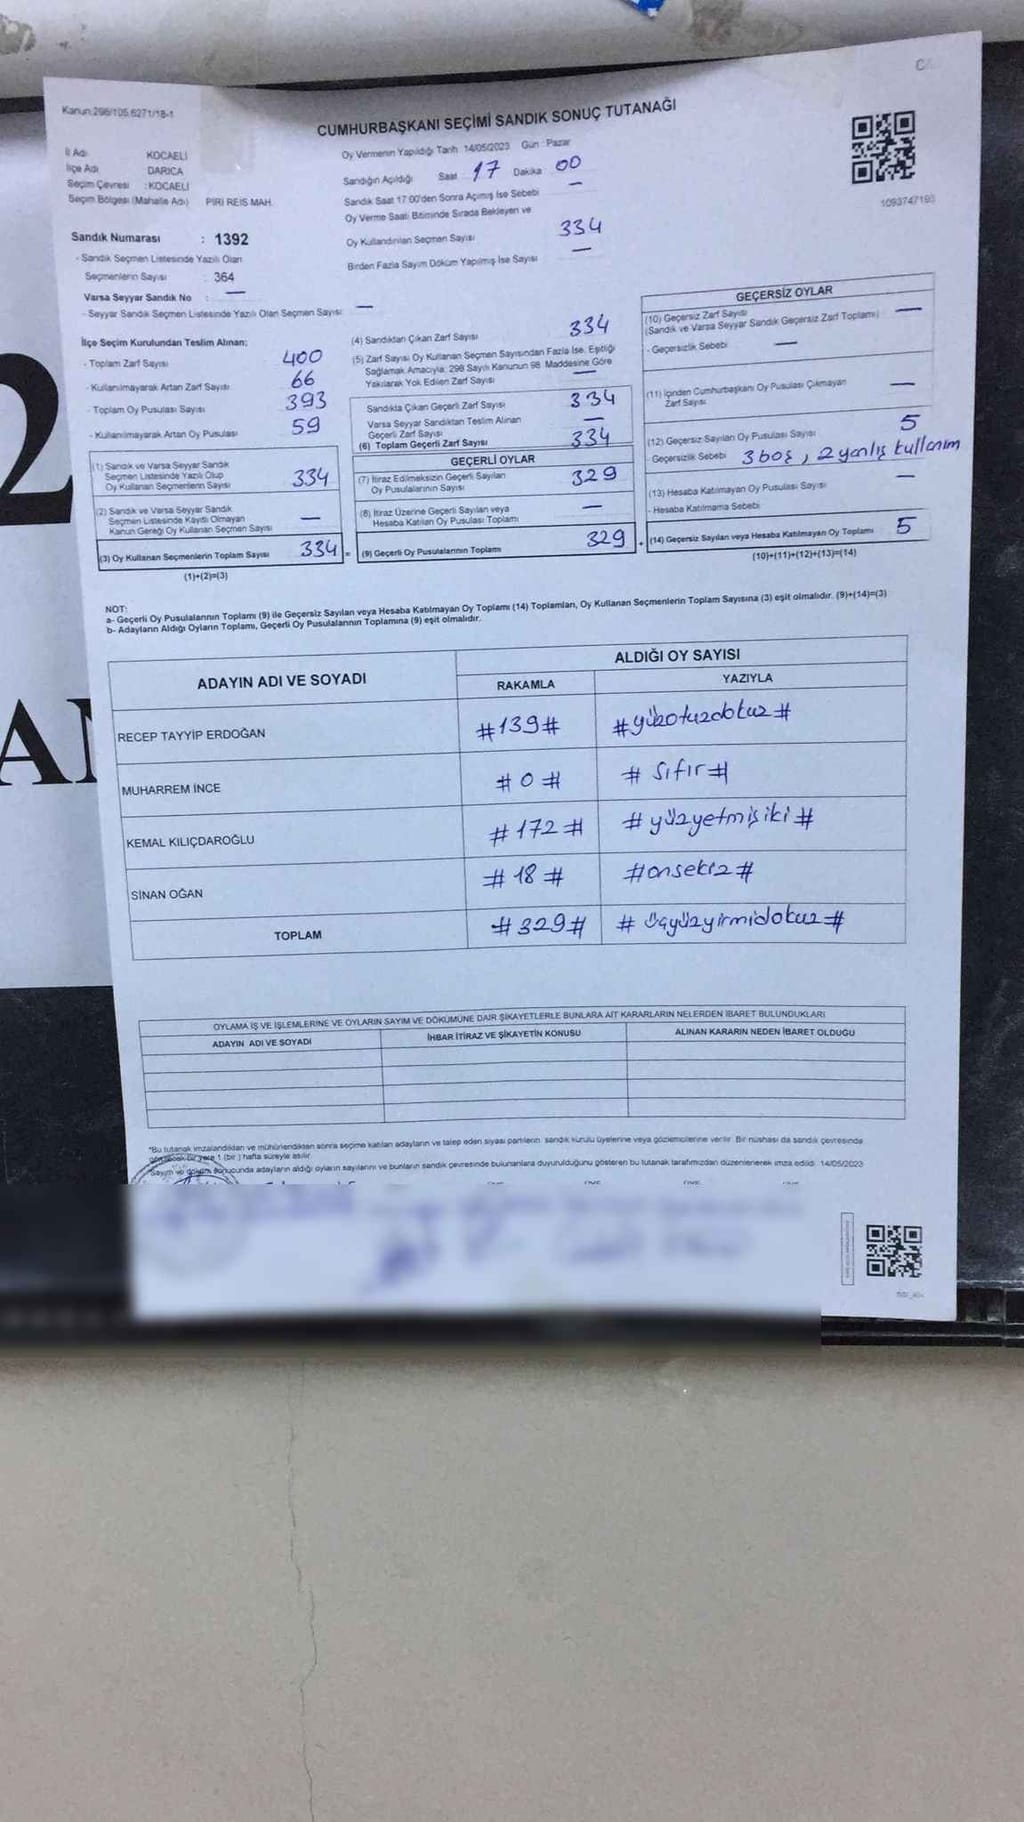 Kanun:298/105,6271/18-1
CUMHURBAŞKANI SEÇİMİ SANDIK SONUÇ TUTANAĞI
İl Adı KOCAELİ
İlçe Adı DARICA
Seçim Çevresi : KOCAELİ
Seçim Bölgesi (Mahalle Adı) PİRİ REİS MAH.
Oy Vermenin Yapıldığı Tarih 14/05/2023 Gün : Pazar
Sandığın Açıldığı Saat 17 Dakika 00
Sandık Saat 17:00'den Sonra Açılmış İse Sebebi —
Oy Verme Saati Bitiminde Sırada Bekleyen ve
Oy Kullandırılan Seçmen Sayısı 334
Birden Fazla Sayım Döküm Yapılmış İse Sayısı —
Sandık Numarası : 1392
- Sandık Seçmen Listesinde Yazılı Olan
Seçmenlerin Sayısı : 364
Varsa Seyyar Sandık No : —
- Seyyar Sandık Seçmen Listesinde Yazılı Olan Seçmen Sayısı: —
İlçe Seçim Kurulundan Teslim Alınan;
- Toplam Zarf Sayısı 400
- Kullanılmayarak Artan Zarf Sayısı 66
- Toplam Oy Pusulası Sayısı 393
- Kullanılmayarak Artan Oy Pusulası 59
(1) Sandık ve Varsa Seyyar Sandık
Seçmen Listesinde Yazılı Olup
Oy Kullanan Seçmenlerin Sayısı 334
(2) Sandık ve Varsa Seyyar Sandık
Seçmen Listesinde Kaydı Olmayan
Kanun Gereği Oy Kullanan Seçmen Sayısı —
(3) Oy Kullanan Seçmenlerin Toplam Sayısı 334 =
(1)+(2)=(3)
(4) Sandıktan Çıkan Zarf Sayısı 334
(5) Zarf Sayısı Oy Kullanan Seçmen Sayısından Fazla İse, Eşitliği
Sağlamak Amacıyla, 298 Sayılı Kanunun 98. Maddesine Göre
Yakılarak Yok Edilen Zarf Sayısı —
Sandıkta Çıkan Geçerli Zarf Sayısı 334
Varsa Seyyar Sandıktan Teslim Alınan
Geçerli Zarf Sayısı —
(6) Toplam Geçerli Zarf Sayısı 334
GEÇERLİ OYLAR
(7) İtiraz Edilmeksizin Geçerli Sayılan
Oy Pusulalarının Sayısı 329
(8) İtiraz Üzerine Geçerli Sayılan veya
Hesaba Katılan Oy Pusulası Toplamı —
(9) Geçerli Oy Pusulalarının Toplamı 329 +
1093747193
GEÇERSİZ OYLAR
(10) Geçersiz Zarf Sayısı
(Sandık ve Varsa Seyyar Sandık Geçersiz Zarf Toplamı) —
- Geçersizlik Sebebi —
(11) İçinden Cumhurbaşkanı Oy Pusulası Çıkmayan
Zarf Sayısı —
(12) Geçersiz Sayılan Oy Pusulası Sayısı 5
- Geçersizlik Sebebi 3 boş, 2 yanlış kullanım
(13) Hesaba Katılmayan Oy Pusulası Sayısı —
- Hesaba Katılmama Sebebi
(14) Geçersiz Sayılan veya Hesaba Katılmayan Oy Toplamı 5
(10)+(11)+(12)+(13)=(14)
NOT:
a- Geçerli Oy Pusulalarının Toplamı (9) ile Geçersiz Sayılan veya Hesaba Katılmayan Oy Toplamı (14) Toplamları, Oy Kullanan Seçmenlerin Toplam Sayısına (3) eşit olmalıdır. (9)+(14)=(3)
b- Adayların Aldığı Oyların Toplamı, Geçerli Oy Pusulalarının Toplamına (9) eşit olmalıdır.
ADAYIN ADI VE SOYADI ALDIĞI OY SAYISI
RAKAMLA YAZIYLA
RECEP TAYYİP ERDOĞAN #139# #yüzotuzdokuz#
MUHARREM İNCE #0# #sıfır#
KEMAL KILIÇDAROĞLU #172# #yüzyetmişiki#
SİNAN OĞAN #18# #onsekiz#
TOPLAM #329# #üçyüzyirmidokuz#
OYLAMA İŞ VE İŞLEMLERİNE VE OYLARIN SAYIM VE DÖKÜMÜNE DAİR ŞİKAYETLERLE BUNLARA AİT KARARLARIN NELERDEN İBARET BULUNDUKLARI
ADAYIN ADI VE SOYADI İHBAR İTİRAZ VE ŞİKAYETİN KONUSU ALINAN KARARIN NEDEN İBARET OLDUĞU
*Bu tutanak imzalandıktan ve mühürlendikten sonra seçime katılan adayların ve talep eden siyasi partilerin sandık kurulu üyelerine veya gözlemcilerine verilir. Bir nüshası da sandık çevresinde
görülecek bir yere 1 (bir ) hafta süreyle asılır.
Sayım ve döküm sonucunda adayların aldığı oyların sayılarını ve bunların sandık çevresinde bulunanlara duyurulduğunu gösteren bu tutanak tarafımızdan düzenlenerek imza edildi. 14/05/2023
2
AN